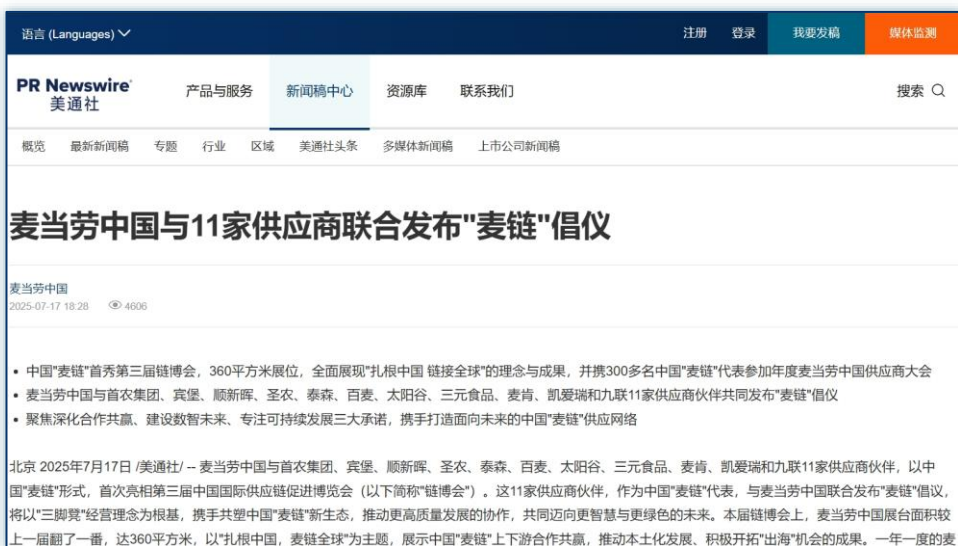 语言 (Languages)
注册 登录 我要发稿 媒体监测
PR Newswire
美通社
产品与服务 新闻稿中心 资源库 联系我们 搜索
概览 最新新闻稿 专题 行业 区域 美通社头条 多媒体新闻稿 上市公司新闻稿
麦当劳中国与11家供应商联合发布"麦链"倡仪
麦当劳中国
2025-07-17 18:28 4606
• 中国"麦链"首秀第三届链博会，360平方米展位，全面展现"扎根中国 链接全球"的理念与成果，并携300多名中国"麦链"代表参加年度麦当劳中国供应商大会
• 麦当劳中国与首农集团、宾堡、顺新晖、圣农、泰森、百麦、太阳谷、三元食品、麦肯、凯爱瑞和九联11家供应商伙伴共同发布"麦链"倡仪
• 聚焦深化合作共赢、建设数智未来、专注可持续发展三大承诺，携手打造面向未来的中国"麦链"供应网络
北京 2025年7月17日 /美通社/ -- 麦当劳中国与首农集团、宾堡、顺新晖、圣农、泰森、百麦、太阳谷、三元食品、麦肯、凯爱瑞和九联11家供应商伙伴，以中
国"麦链"形式，首次亮相第三届中国国际供应链促进博览会（以下简称"链博会"）。这11家供应商伙伴，作为中国"麦链"代表，与麦当劳中国联合发布"麦链"倡议，
将以"三脚凳"经营理念为根基，携手共塑中国"麦链"新生态，推动更高质量发展的协作，共同迈向更智慧与更绿色的未来。本届链博会上，麦当劳中国展台面积较
上一届翻了一番，达360平方米，以"扎根中国，麦链全球"为主题，展示中国"麦链"上下游合作共赢，推动本土化发展、积极开拓"出海"机会的成果。一年一度的麦